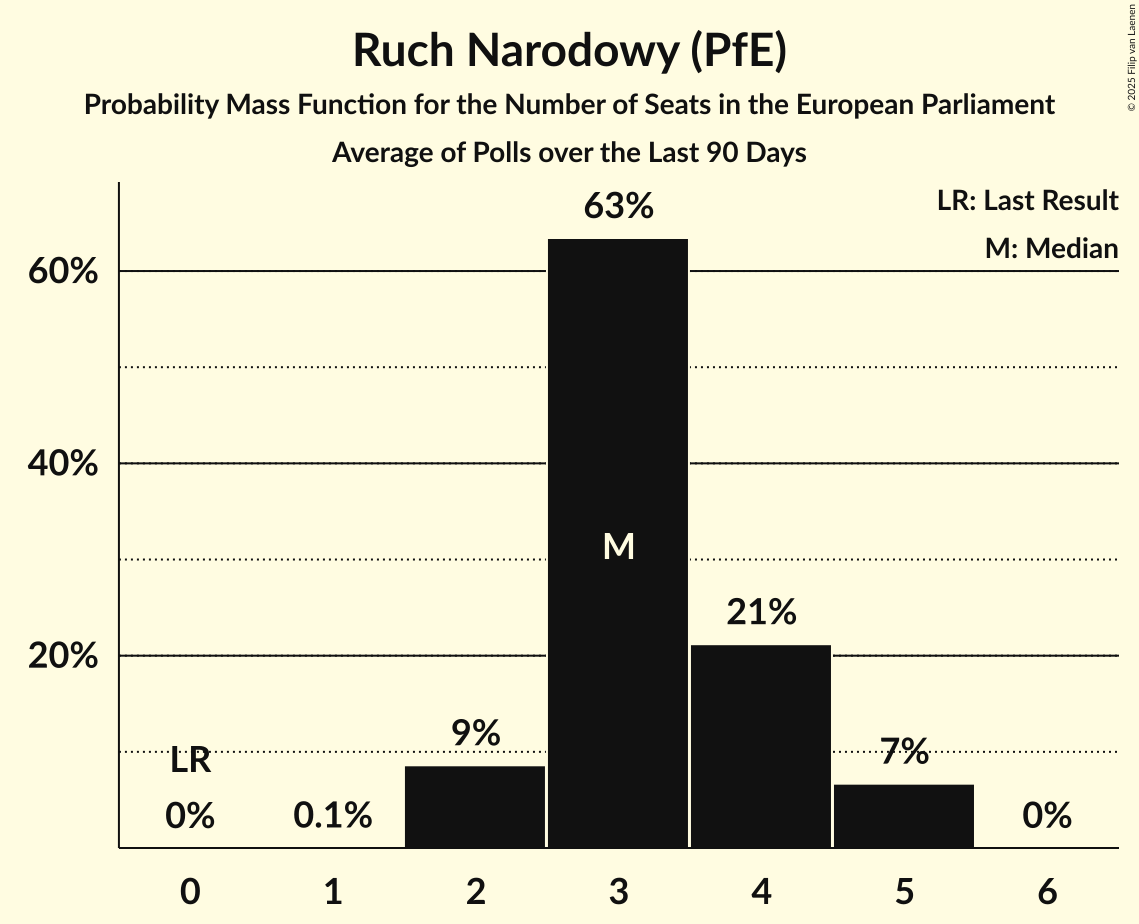 Ruch Narodowy (PfE)
Probability Mass Function for the Number of Seats in the European Parliament
Average of Polls over the Last 90 Days
© 2025 Filip van Laenen
LR: Last Result
M: Median
63%
60%
40%
M
21%
20%
9%
7%
LR
0%
0.1%
0%
0
1
2
3
4
5
6